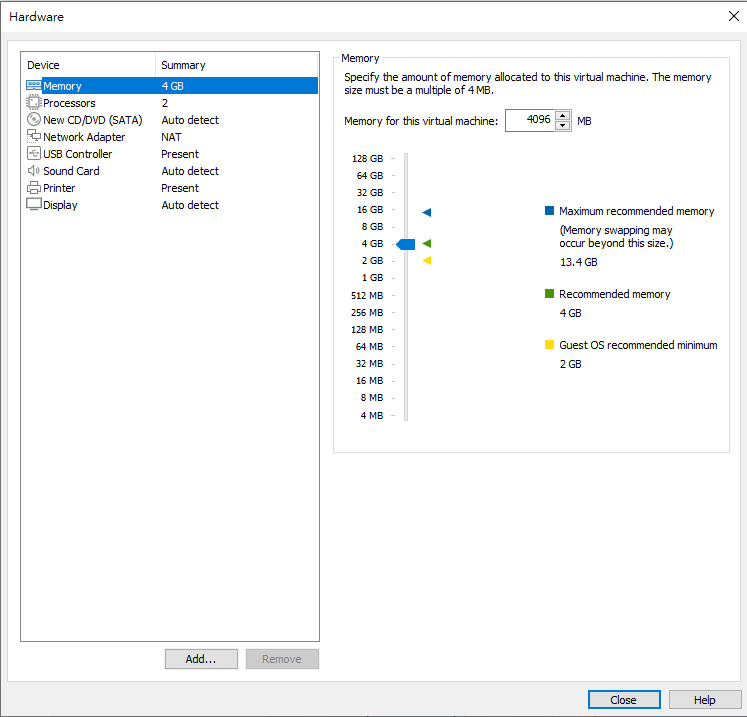 Hardware
Device Summary
Memory 4 GB
Processors 2
New CD/DVD (SATA) Auto detect
Network Adapter NAT
USB Controller Present
Sound Card Auto detect
Printer Present
Display Auto detect
Add...
Remove
Memory
Specify the amount of memory allocated to this virtual machine. The memory
size must be a multiple of 4 MB.
Memory for this virtual machine: 4096 MB
128 GB
64 GB
32 GB
16 GB
8 GB
4 GB
2 GB
1 GB
512 MB
256 MB
128 MB
64 MB
32 MB
16 MB
8 MB
4 MB
Maximum recommended memory
(Memory swapping may
occur beyond this size.)
13.4 GB
Recommended memory
4 GB
Guest OS recommended minimum
2 GB
Close
Help